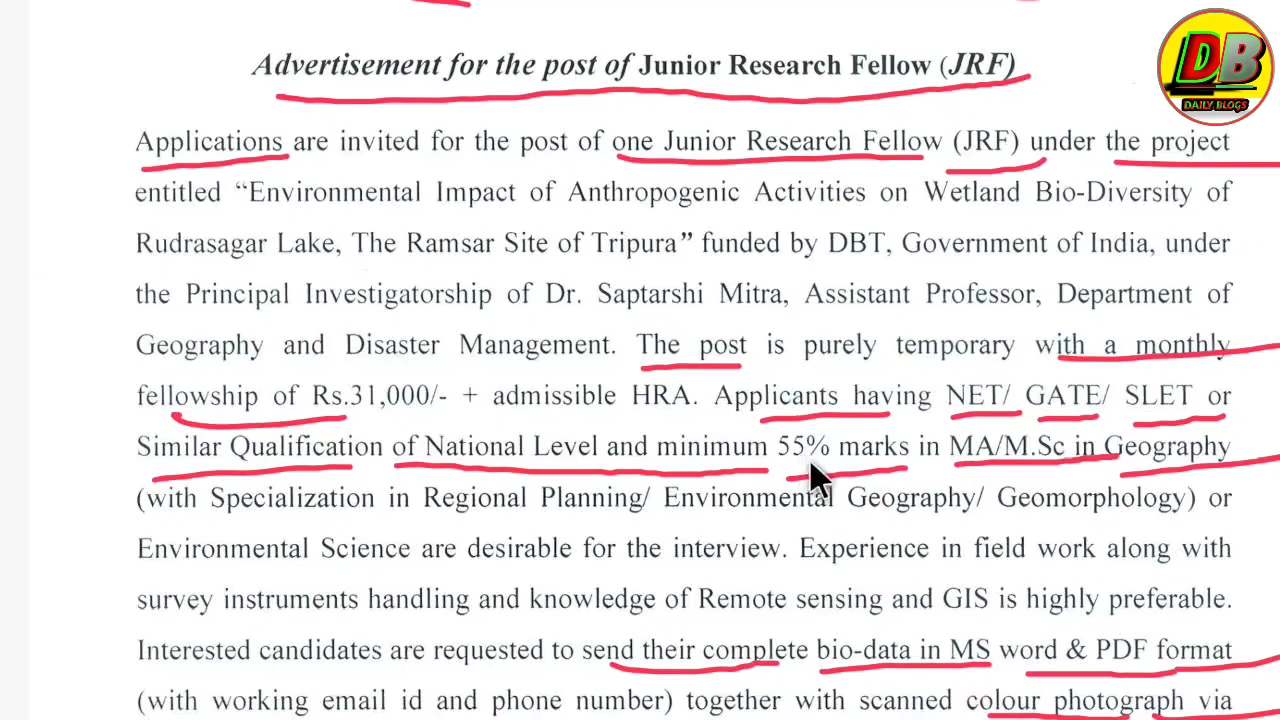 DB
DAILY BLOGS
Advertisement for the post of Junior Research Fellow (JRF)
Applications are invited for the post of one Junior Research Fellow (JRF) under the project
entitled “Environmental Impact of Anthropogenic Activities on Wetland Bio-Diversity of
Rudrasagar Lake, The Ramsar Site of Tripura” funded by DBT, Government of India, under
the Principal Investigatorship of Dr. Saptarshi Mitra, Assistant Professor, Department of
Geography and Disaster Management. The post is purely temporary with a monthly
fellowship of Rs.31,000/- + admissible HRA. Applicants having NET/ GATE/ SLET or
Similar Qualification of National Level and minimum 55% marks in MA/M.Sc in Geography
(with Specialization in Regional Planning/ Environmental Geography/ Geomorphology) or
Environmental Science are desirable for the interview. Experience in field work along with
survey instruments handling and knowledge of Remote sensing and GIS is highly preferable.
Interested candidates are requested to send their complete bio-data in MS word & PDF format
(with working email id and phone number) together with scanned colour photograph via